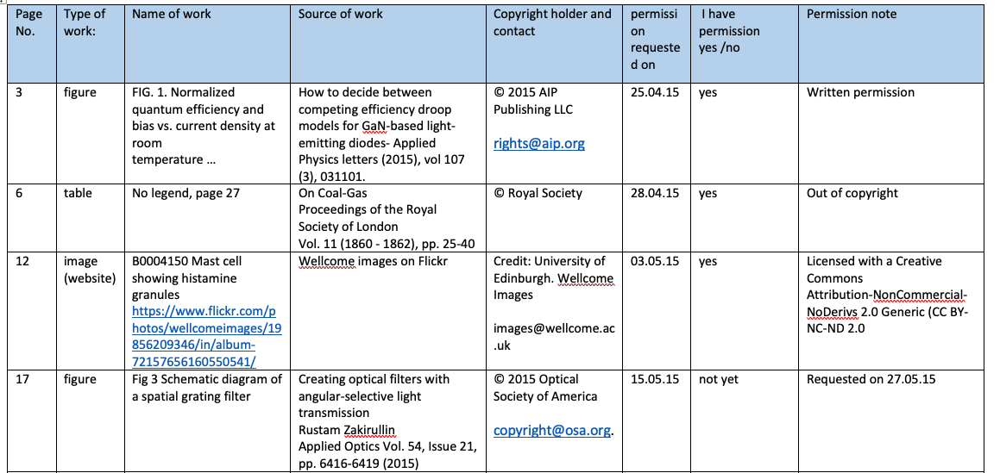 Page No. | Type of work: | Name of work | Source of work | Copyright holder and contact | permission requested on | I have permission yes /no | Permission note
3 | figure | FIG. 1. Normalized quantum efficiency and bias vs. current density at room temperature ... | How to decide between competing efficiency droop models for GaN-based light-emitting diodes- Applied Physics letters (2015), vol 107 (3), 031101. | © 2015 AIP Publishing LLC rights@aip.org | 25.04.15 | yes | Written permission
6 | table | No legend, page 27 | On Coal-Gas Proceedings of the Royal Society of London Vol. 11 (1860 - 1862), pp. 25-40 | © Royal Society | 28.04.15 | yes | Out of copyright
12 | image (website) | B0004150 Mast cell showing histamine granules https://www.flickr.com/photos/wellcomeimages/19856209346/in/album-72157656160550541/ | Wellcome images on Flickr | Credit: University of Edinburgh. Wellcome Images images@wellcome.ac.uk | 03.05.15 | yes | Licensed with a Creative Commons Attribution-NonCommercial-NoDerivs 2.0 Generic (CC BY-NC-ND 2.0
17 | figure | Fig 3 Schematic diagram of a spatial grating filter | Creating optical filters with angular-selective light transmission Rustam Zakirullin Applied Optics Vol. 54, Issue 21, pp. 6416-6419 (2015) | © 2015 Optical Society of America copyright@osa.org. | 15.05.15 | not yet | Requested on 27.05.15